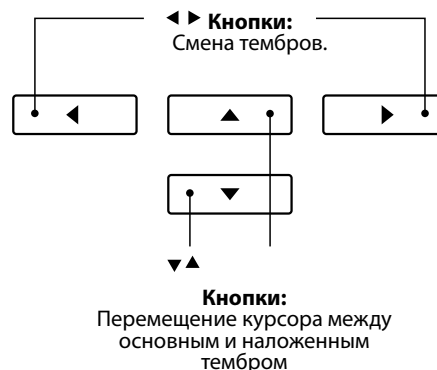 ◀ ▶ Кнопки:
Смена тембров.
◀ ▲ ▶
▼
▼▲
Кнопки:
Перемещение курсора между
основным и наложенным
тембром